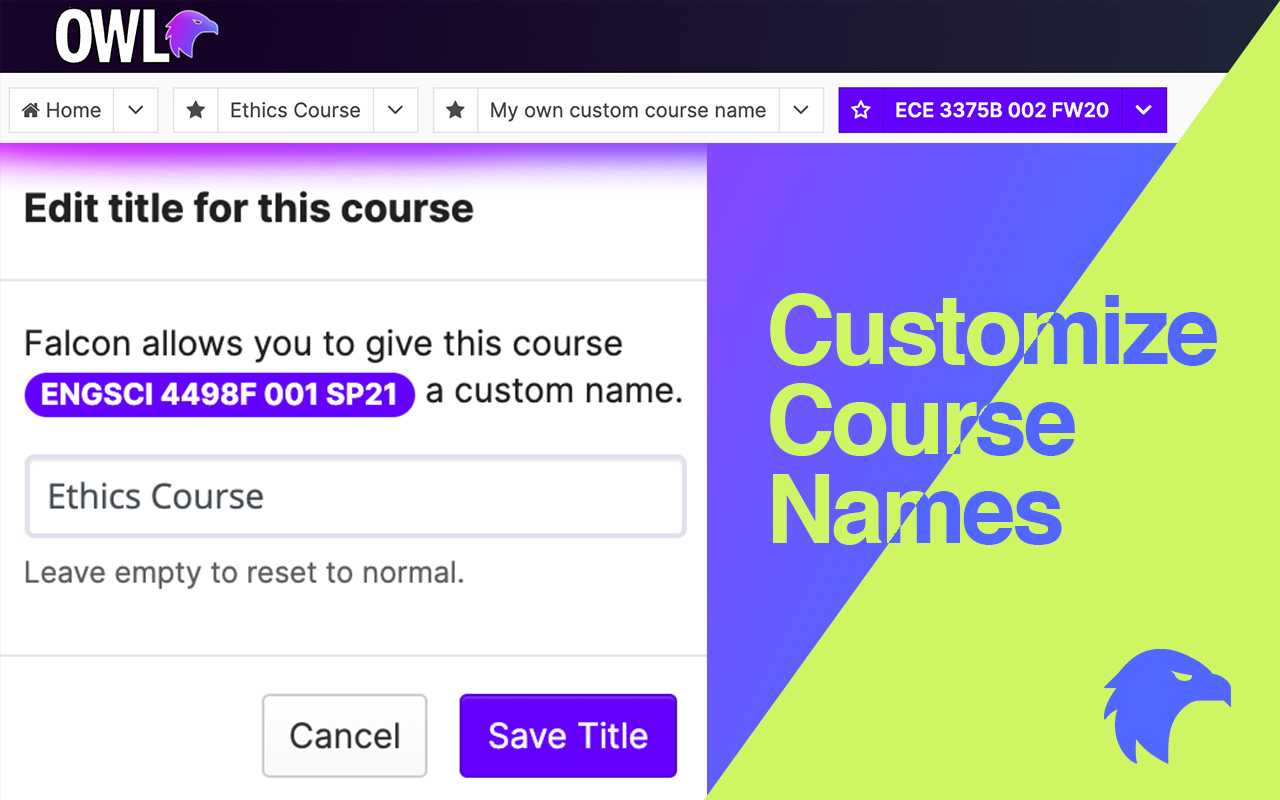 OWL
Home
Ethics Course
My own custom course name
ECE 3375B 002 FW20
Edit title for this course
Falcon allows you to give this course
ENGSCI 4498F 001 SP21 a custom name.
Ethics Course
Leave empty to reset to normal.
Cancel
Save Title
Customize
Course
Names